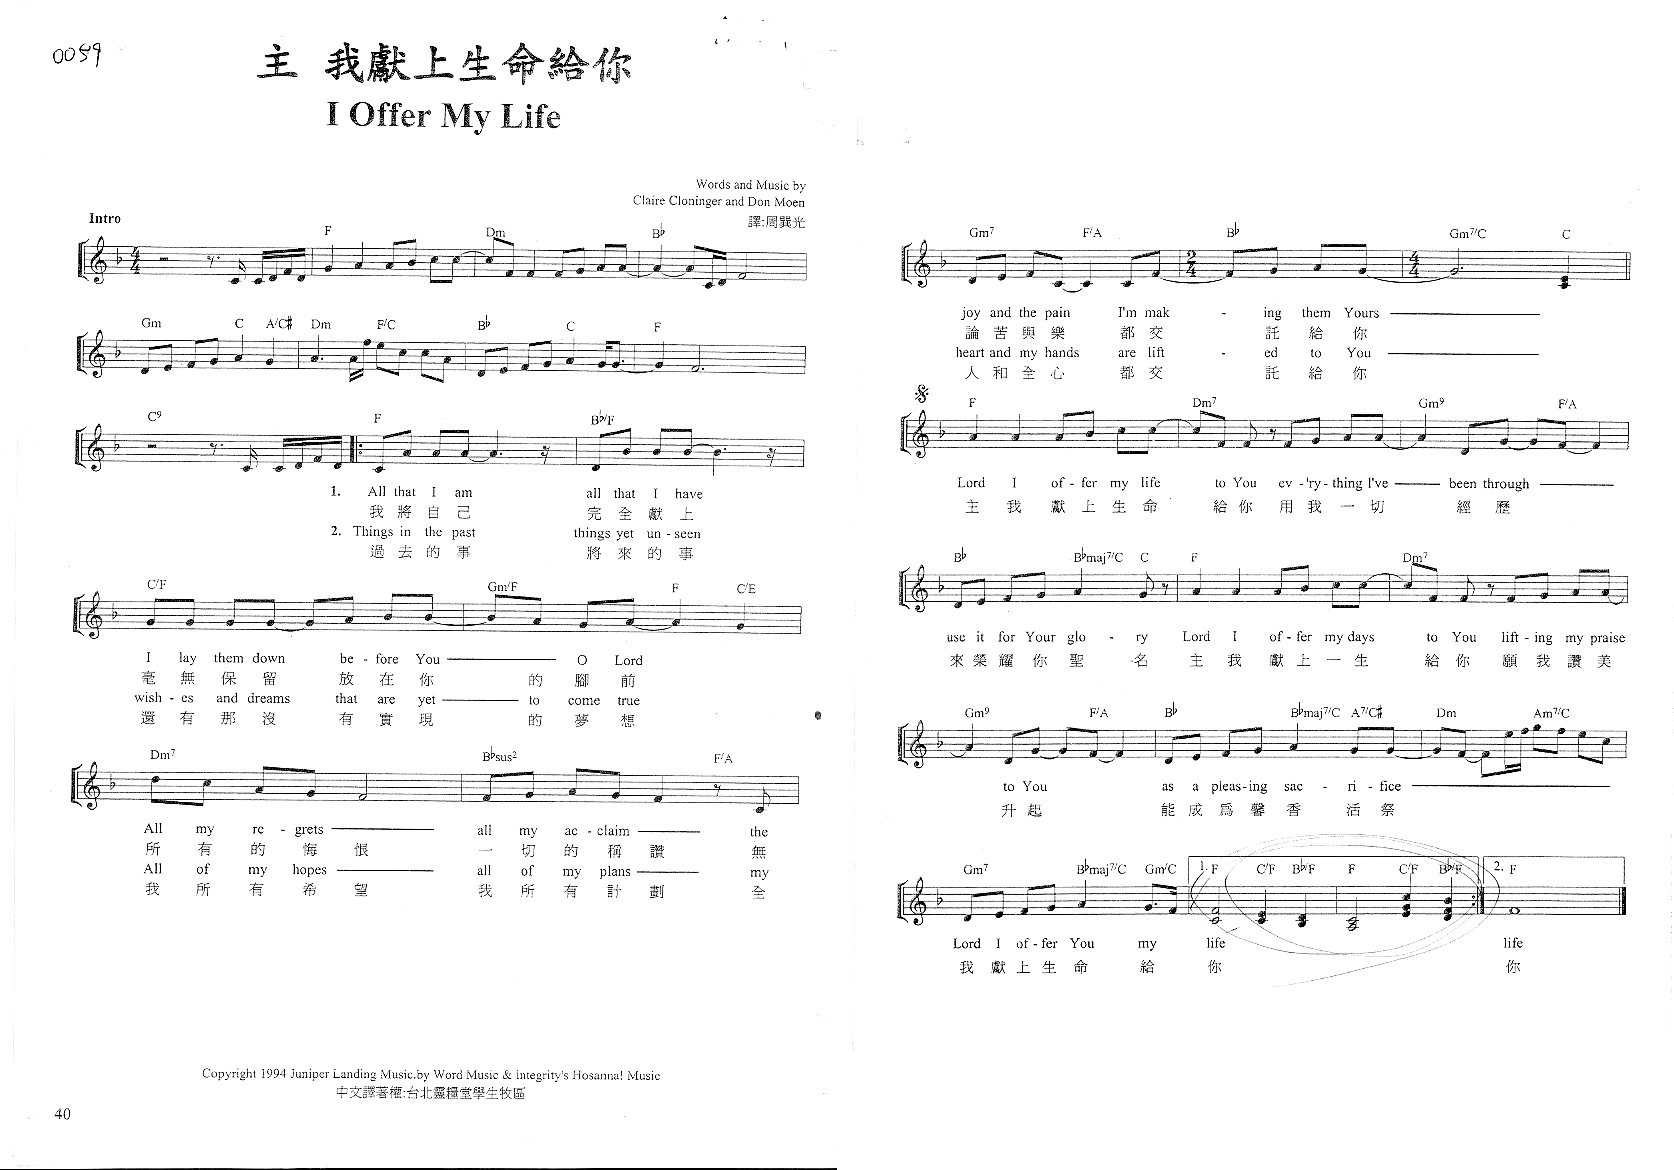 0059
主 我獻上生命給你
I Offer My Life
Words and Music by
Claire Cloninger and Don Moen
譯:周巽光
Intro
F Dm B♭
Gm C A/C# Dm F/C B♭ C F
C9 F B♭/F
1. All that I am all that I have
我將自己 完全獻上
2. Things in the past things yet un-seen
過去的事 將來的事
C/F Gm/F F C/E
I lay them down be-fore You O Lord
毫無保留 放在你 的腳前
wish-es and dreams that are yet to come true
還有那沒 有實現 的夢想
Dm7 B♭sus2 F/A
All my re-grets all my ac-claim the
所有的悔恨 一切的稱讚 無
All of my hopes all of my plans my
我所有希望 我所有計劃 全
Copyright 1994 Juniper Landing Music.by Word Music & integrity's Hosanna! Music
中文譯著權:台北靈糧堂學生牧區
40
Gm7 F/A B♭ Gm7/C C
joy and the pain I'm mak-ing them Yours
論苦與樂 都交託給你
heart and my hands are lift-ed to You
人和全心 都交託給你
F Dm7 Gm9 F/A
Lord I of-fer my life to You ev-'ry-thing I've been through
主我獻上生命 給你用我一切 經歷
B♭ B♭maj7/C C F Dm7
use it for Your glo-ry Lord I of-fer my days to You lift-ing my praise
來榮耀你聖名 主我獻上一生 給你願我讚美
Gm9 F/A B♭ B♭maj7/C A7/C# Dm Am7/C
to You as a pleas-ing sac-ri-fice
升起 能成爲馨香活祭
Gm7 B♭maj7/C Gm/C 1. F C/F B♭/F F C/F B♭/F 2. F
Lord I of-fer You my life life
我獻上生命給你 你